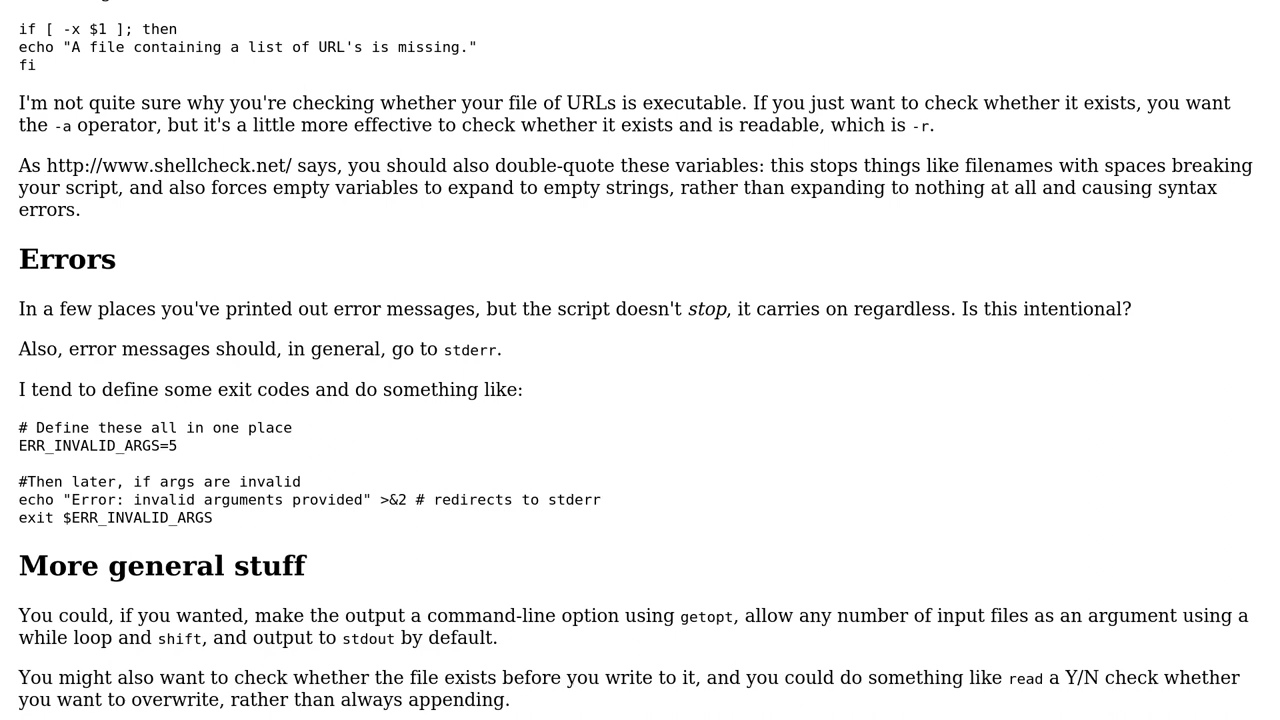 if [ -x $1 ]; then
echo "A file containing a list of URL's is missing."
fi
I'm not quite sure why you're checking whether your file of URLs is executable. If you just want to check whether it exists, you want
the -a operator, but it's a little more effective to check whether it exists and is readable, which is -r.
As http://www.shellcheck.net/ says, you should also double-quote these variables: this stops things like filenames with spaces breaking
your script, and also forces empty variables to expand to empty strings, rather than expanding to nothing at all and causing syntax
errors.
Errors
In a few places you've printed out error messages, but the script doesn't stop, it carries on regardless. Is this intentional?
Also, error messages should, in general, go to stderr.
I tend to define some exit codes and do something like:
# Define these all in one place
ERR_INVALID_ARGS=5
#Then later, if args are invalid
echo "Error: invalid arguments provided" >&2 # redirects to stderr
exit $ERR_INVALID_ARGS
More general stuff
You could, if you wanted, make the output a command-line option using getopt, allow any number of input files as an argument using a
while loop and shift, and output to stdout by default.
You might also want to check whether the file exists before you write to it, and you could do something like read a Y/N check whether
you want to overwrite, rather than always appending.